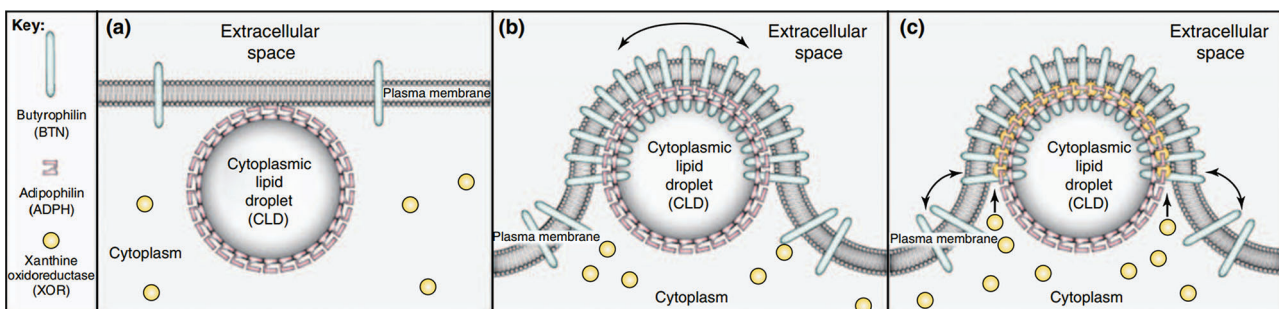 Key:
Butyrophilin
(BTN)
Adipophilin
(ADPH)
Xanthine
oxidoreductase
(XOR)
(a)
Extracellular
space
Plasma membrane
Cytoplasmic
lipid
droplet
(CLD)
Cytoplasm
(b)
Extracellular
space
Cytoplasmic
lipid
droplet
(CLD)
Plasma membrane
Cytoplasm
(c)
Extracellular
space
Cytoplasmic
lipid
droplet
(CLD)
Plasma membrane
Cytoplasm